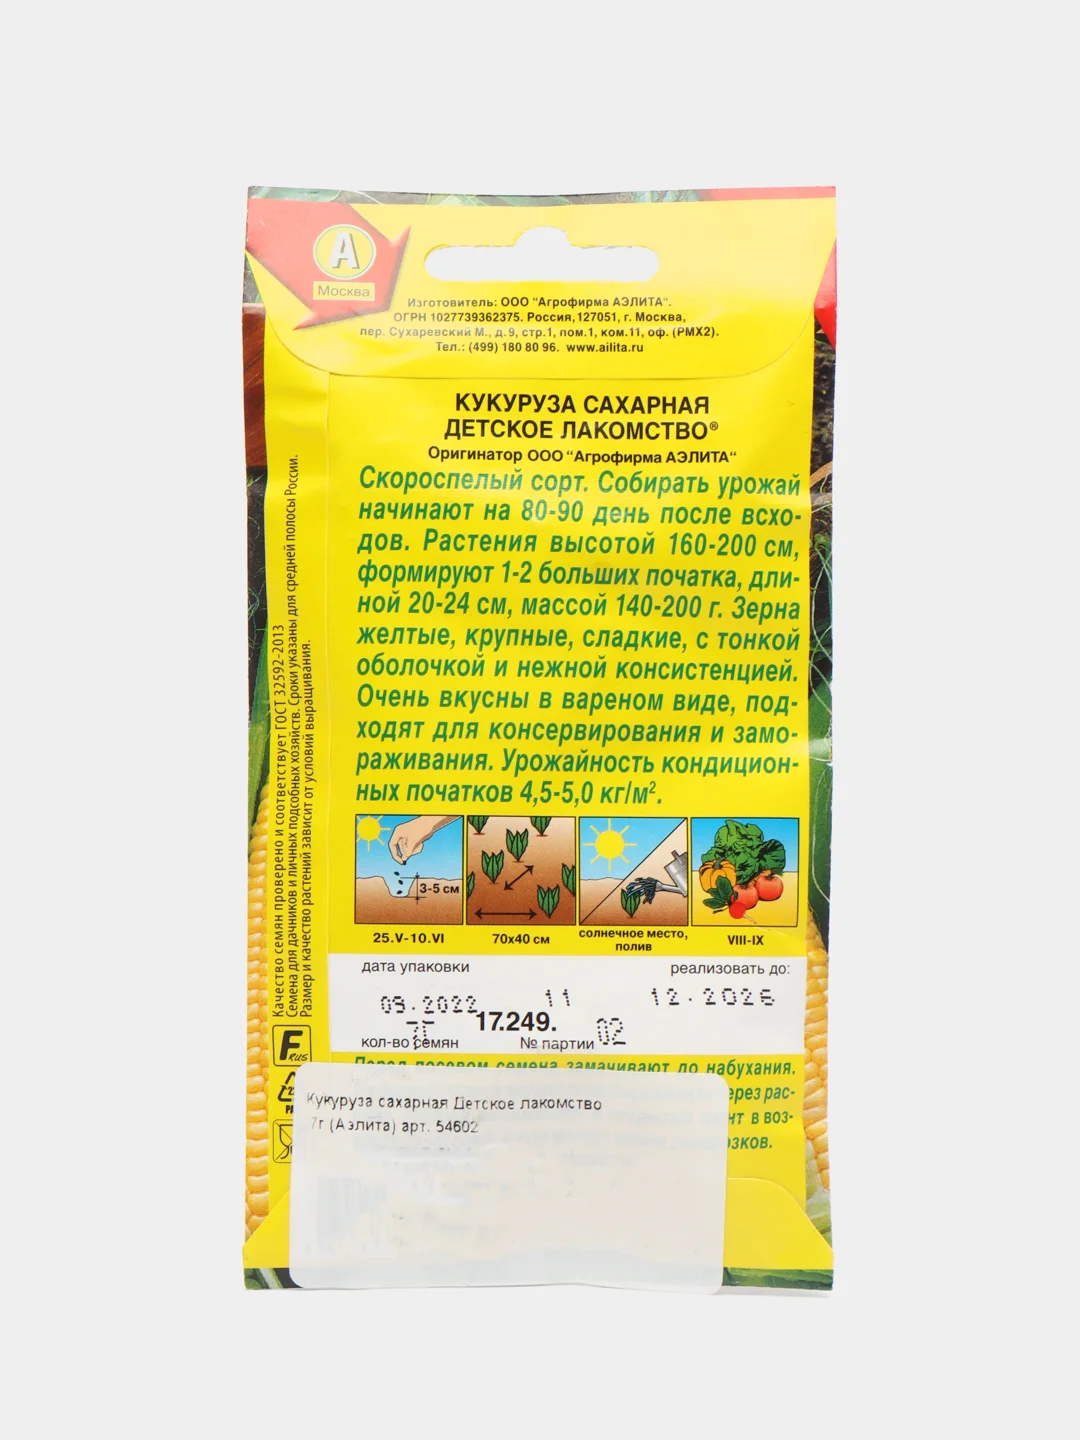 А
Москва
Изготовитель: ООО "Агрофирма АЭЛИТА".
ОГРН 1027739362375. Россия,127051, г. Москва,
пер. Сухаревский М., д.9, стр.1, пом.1, ком.11, оф. (РМХ2).
Тел.: (499) 180 80 96. www.ailita.ru
КУКУРУЗА САХАРНАЯ
ДЕТСКОЕ ЛАКОМСТВО®
Оригинатор ООО "Агрофирма АЭЛИТА"
Скороспелый сорт. Собирать урожай
начинают на 80-90 день после всхо-
дов. Растения высотой 160-200 см,
формируют 1-2 больших початка, дли-
ной 20-24 см, массой 140-200 г. Зерна
желтые, крупные, сладкие, с тонкой
оболочкой и нежной консистенцией.
Очень вкусны в вареном виде, под-
ходят для консервирования и замо-
раживания. Урожайность кондицион-
ных початков 4,5-5,0 кг/м².
3-5 см
25.V-10.VI
70х40 см
солнечное место,
полив
VIII-IX
дата упаковки
реализовать до:
09.2022
11
12.2026
7Г
17.249.
02
кол-во семян
№ партии
Перед посевом семена замачивают до набухания.
через рас-
в воз-
Качество семян проверено и соответствует ГОСТ 32592-2013
Семена для дачников и личных подсобных хозяйств. Сроки указаны для средней полосы России.
Размер и качество растений зависит от условий выращивания.
F RUS
Кукуруза сахарная Детское лакомство
7г (Аэлита) арт. 54602